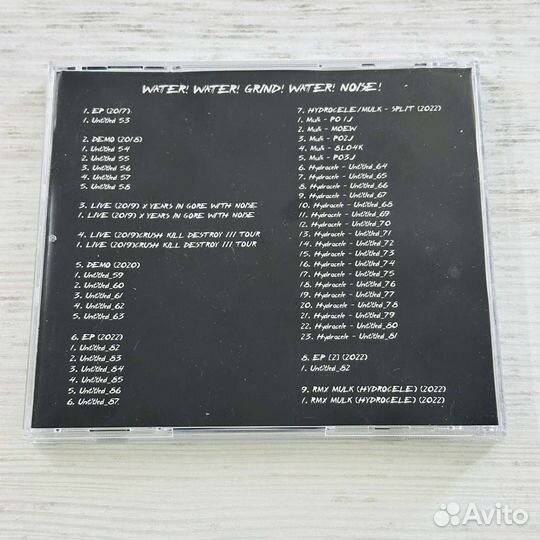 WATER! WATER! GRIND! WATER! NOISE!
1. EP (2017)
1. Untitled 53
2. DEMO (2018)
1. Untitled 54
2. Untitled 55
3. Untitled 56
4. Untitled 57
5. Untitled 58
3. LIVE (2019) X YEARS IN GORE WITH NOISE
1. LIVE (2019) X YEARS IN GORE WITH NOISE
4. LIVE (2019)CRUSH KILL DESTROY III TOUR
1. LIVE (2019)CRUSH KILL DESTROY III TOUR
5. DEMO (2020)
1. Untitled_59
2. Untitled_60
3. Untitled_61
4. Untitled_62
5. Untitled_63
6. EP (2022)
1. Untitled_82
2. Untitled_83
3. Untitled_84
4. Untitled_85
5. Untitled_86
6. Untitled_87
7. HYDROCELE/MULK - SPLIT (2022)
1. Mulk - PO1J
2. Mulk - MOEW
3. Mulk - PO2J
4. Mulk - BLO4K
5. Mulk - PO3J
6. Hydrocele - Untitled_64
7. Hydrocele - Untitled_65
8. Hydrocele - Untitled_66
9. Hydrocele - Untitled_67
10. Hydrocele - Untitled_68
11. Hydrocele - Untitled_69
12. Hydrocele - Untitled_70
13. Hydrocele - Untitled_71
14. Hydrocele - Untitled_72
15. Hydrocele - Untitled_73
16. Hydrocele - Untitled_74
17. Hydrocele - Untitled_75
18. Hydrocele - Untitled_76
19. Hydrocele - Untitled_77
20. Hydrocele - Untitled_78
21. Hydrocele - Untitled_79
22. Hydrocele - Untitled_80
23. Hydrocele - Untitled_81
8. EP [2] (2022)
1. Untitled_82
9. RMX MULK (HYDROCELE) (2022)
1. RMX MULK (HYDROCELE) (2022)
Avito